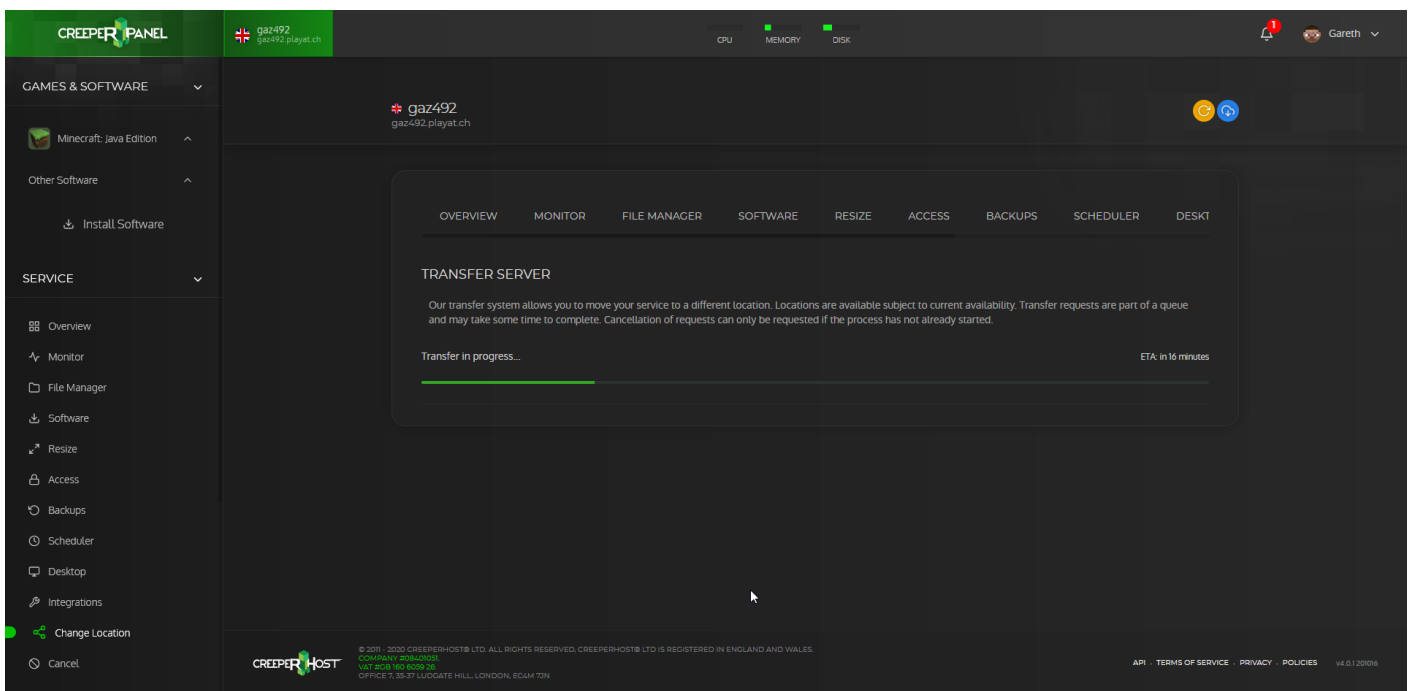 CREEPER PANEL
gaz492
gaz492.playat.ch
CPU
MEMORY
DISK
1
Gareth
GAMES & SOFTWARE
Minecraft: Java Edition
Other Software
Install Software
SERVICE
Overview
Monitor
File Manager
Software
Resize
Access
Backups
Scheduler
Desktop
Integrations
Change Location
Cancel
gaz492
gaz492.playat.ch
OVERVIEW MONITOR FILE MANAGER SOFTWARE RESIZE ACCESS BACKUPS SCHEDULER DESKT
TRANSFER SERVER
Our transfer system allows you to move your service to a different location. Locations are available subject to current availability. Transfer requests are part of a queue
and may take some time to complete. Cancellation of requests can only be requested if the process has not already started.
Transfer in progress...
ETA: in 16 minutes
CREEPER HOST
© 2011 - 2020 CREEPERHOST® LTD. ALL RIGHTS RESERVED, CREEPERHOST® LTD IS REGISTERED IN ENGLAND AND WALES.
COMPANY #08401051.
VAT #GB 160 6059 26.
OFFICE 7, 35-37 LUDGATE HILL, LONDON, EC4M 7JN
API - TERMS OF SERVICE - PRIVACY - POLICIES v4.0.1 201016